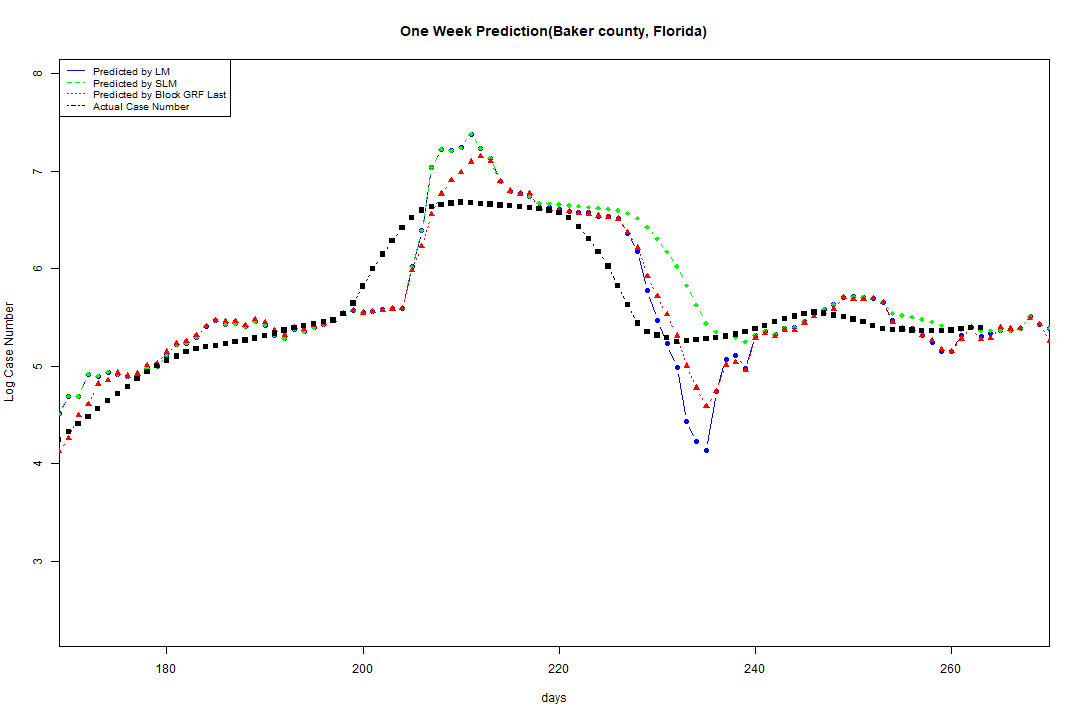 One Week Prediction(Baker county, Florida)
Predicted by LM
Predicted by SLM
Predicted by Block GRF Last
Actual Case Number
8
7
6
5
4
3
Log Case Number
180 200 220 240 260
days